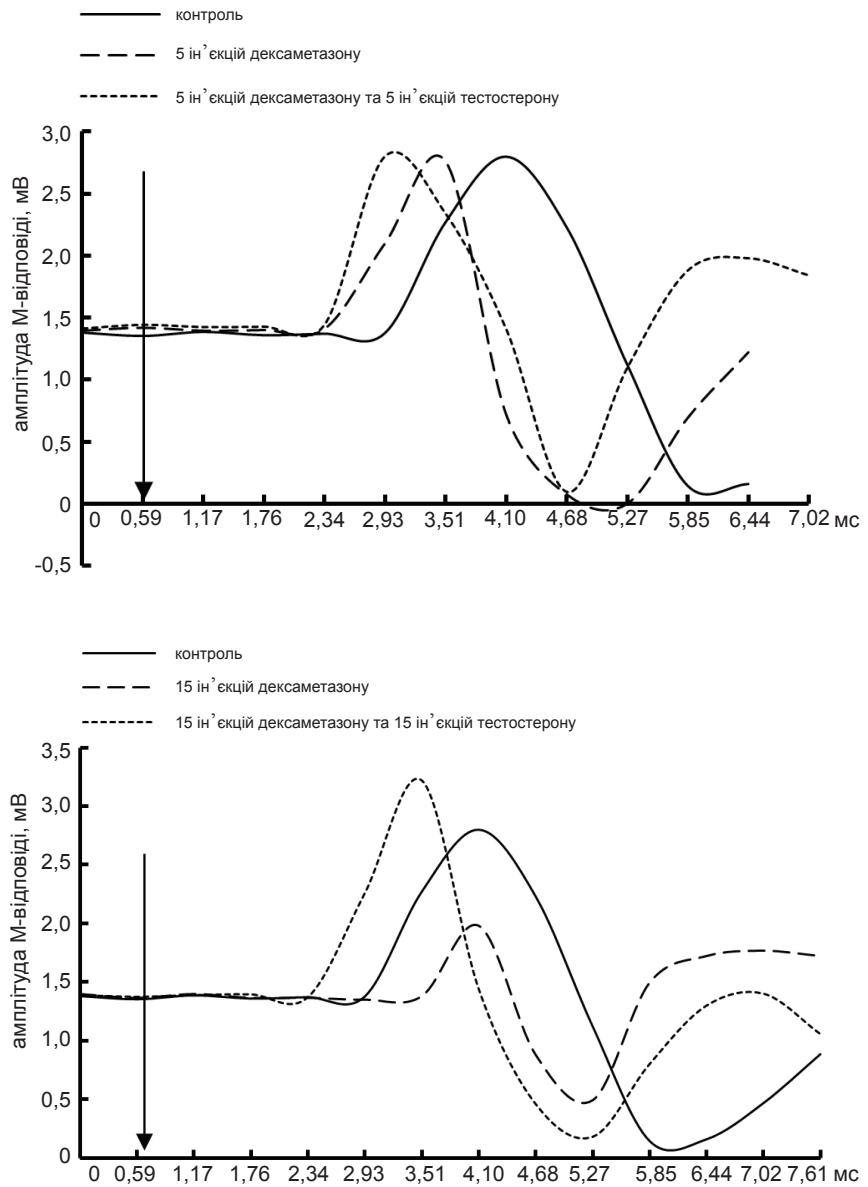 контроль
5 ін’єкцій дексаметазону
5 ін’єкцій дексаметазону та 5 ін’єкцій тестостерону
амплітуда М-відповіді, мВ
3,0
2,5
2,0
1,5
1,0
0,5
0
-0,5
0 0,59 1,17 1,76 2,34 2,93 3,51 4,10 4,68 5,27 5,85 6,44 7,02 мс
контроль
15 ін’єкцій дексаметазону
15 ін’єкцій дексаметазону та 15 ін’єкцій тестостерону
амплітуда М-відповіді, мВ
3,5
3,0
2,5
2,0
1,5
1,0
0,5
0
0 0,59 1,17 1,76 2,34 2,93 3,51 4,10 4,68 5,27 5,85 6,44 7,02 7,61 мс